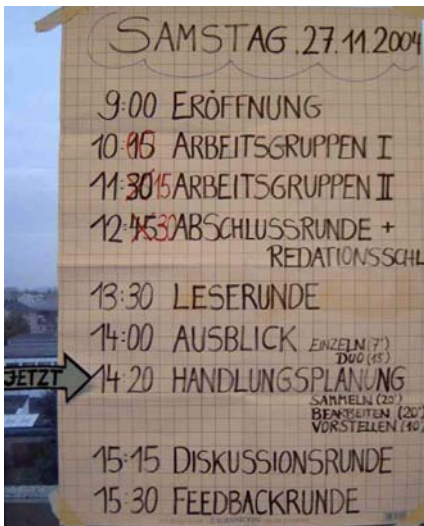 SAMSTAG, 27.11.2004
9:00 ERÖFFNUNG
10: ARBEITSGRUPPEN I
11:30 15 ARBEITSGRUPPEN II
12:45 30 ABSCHLUSSRUNDE +
REDATIONSSCHL
13:30 LESERUNDE
14:00 AUSBLICK EINZELN (7')
DUO (13')
JETZT 14:20 HANDLUNGSPLANUNG
SAMMELN (20')
BEARBEITEN (20')
VORSTELLEN (10')
15:15 DISKUSSIONSRUNDE
15:30 FEEDBACKRUNDE